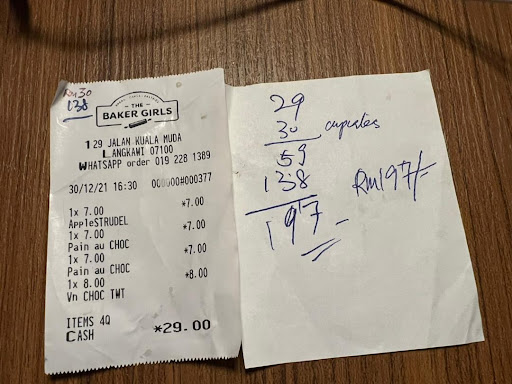 RM30
138
THE
BAKER GIRLS
129 JALAN KUALA MUDA
LANGKAWI 07100
WHATSAPP order 019 228 1389
30/12/21 16:30 000000#000377
1x 7.00 *7.00
AppleSTRUDEL
1x 7.00 *7.00
Pain au CHOC
1x 7.00 *7.00
Pain au CHOC
1x 8.00 *8.00
Vn CHOC TWT
ITEMS 4Q
CASH *29.00
29
30 cupcakes
59
138
197
RM197/-